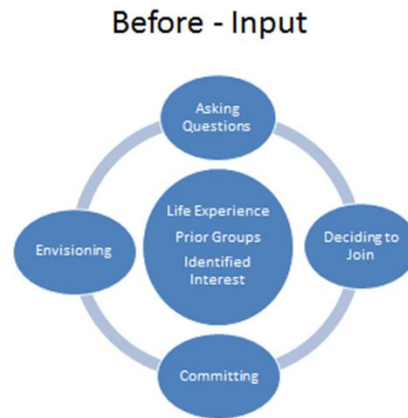 Before - Input
Asking
Questions
Life Experience
Prior Groups
Identified
Interest
Envisioning
Deciding to
Join
Committing